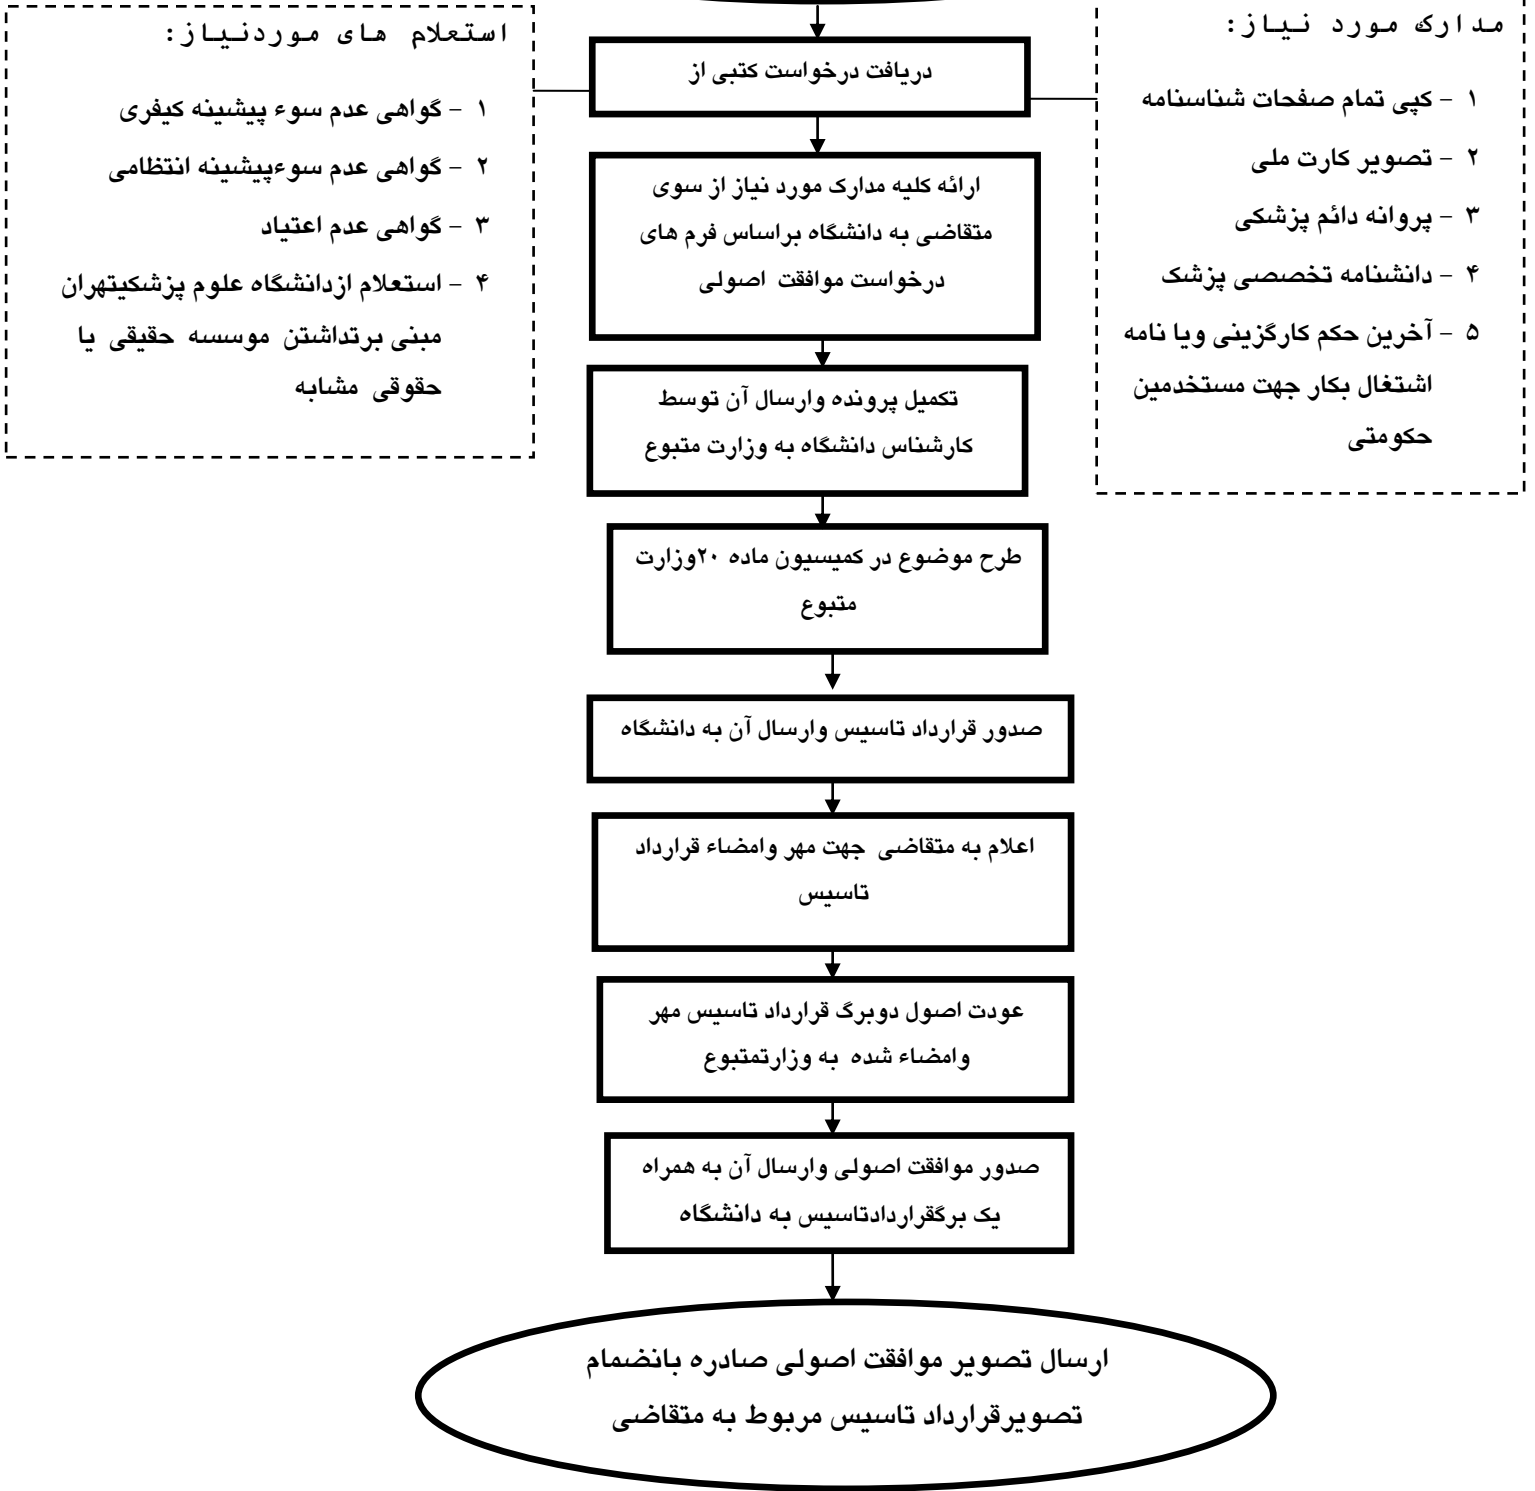 مدارک مورد نیاز:
۱ - کپی تمام صفحات شناسنامه
۲ - تصویر کارت ملی
۳ - پروانه دائم پزشکی
۴ - دانشنامه تخصصی پزشک
۵ - آخرین حکم کارگزینی ویا نامه
اشتغال بکار جهت مستخدمین
حکومتی
استعلام های موردنیاز:
۱ - گواهی عدم سوء پیشینه کیفری
۲ - گواهی عدم سوءپیشینه انتظامی
۳ - گواهی عدم اعتیاد
۴ - استعلام ازدانشگاه علوم پزشکیتهران
مبنی برتداشتن موسسه حقیقی یا
حقوقی مشابه
دریافت درخواست کتبی از
ارائه کلیه مدارک مورد نیاز از سوی
متقاضی به دانشگاه براساس فرم های
درخواست موافقت اصولی
تکمیل پرونده وارسال آن توسط
کارشناس دانشگاه به وزارت متبوع
طرح موضوع در کمیسیون ماده ۲۰وزارت
متبوع
صدور قرارداد تاسیس وارسال آن به دانشگاه
اعلام به متقاضی جهت مهر وامضاء قرارداد
تاسیس
عودت اصول دوبرگ قرارداد تاسیس مهر
وامضاء شده به وزارتمتبوع
صدور موافقت اصولی وارسال آن به همراه
یک برگقراردادتاسیس به دانشگاه
ارسال تصویر موافقت اصولی صادره بانضمام
تصویرقرارداد تاسیس مربوط به متقاضی